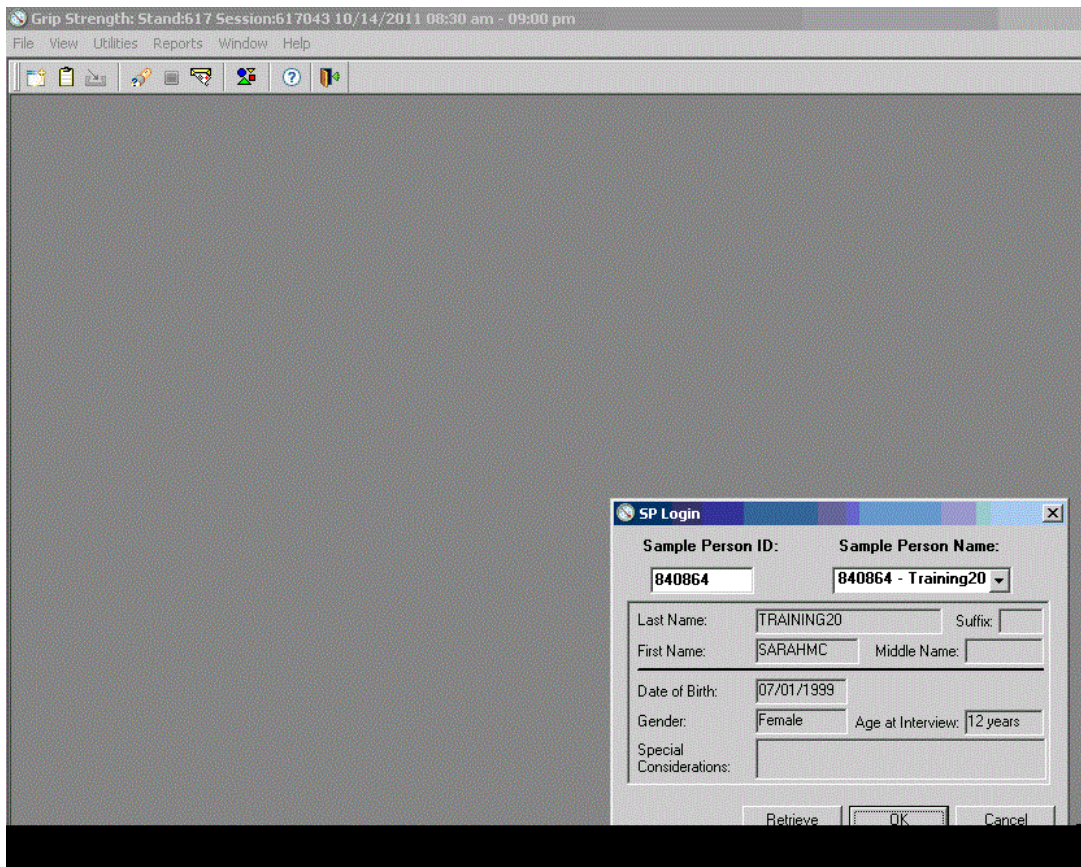 Grip Strength: Stand:617 Session:617043 10/14/2011 08:30 am - 09:00 pm
File View Utilities Reports Window Help
SP Login
Sample Person ID: Sample Person Name:
840864 840864 - Training20
Last Name: TRAINING20 Suffix:
First Name: SARAHMC Middle Name:
Date of Birth: 07/01/1999
Gender: Female Age at Interview: 12 years
Special
Considerations:
Retrieve OK Cancel